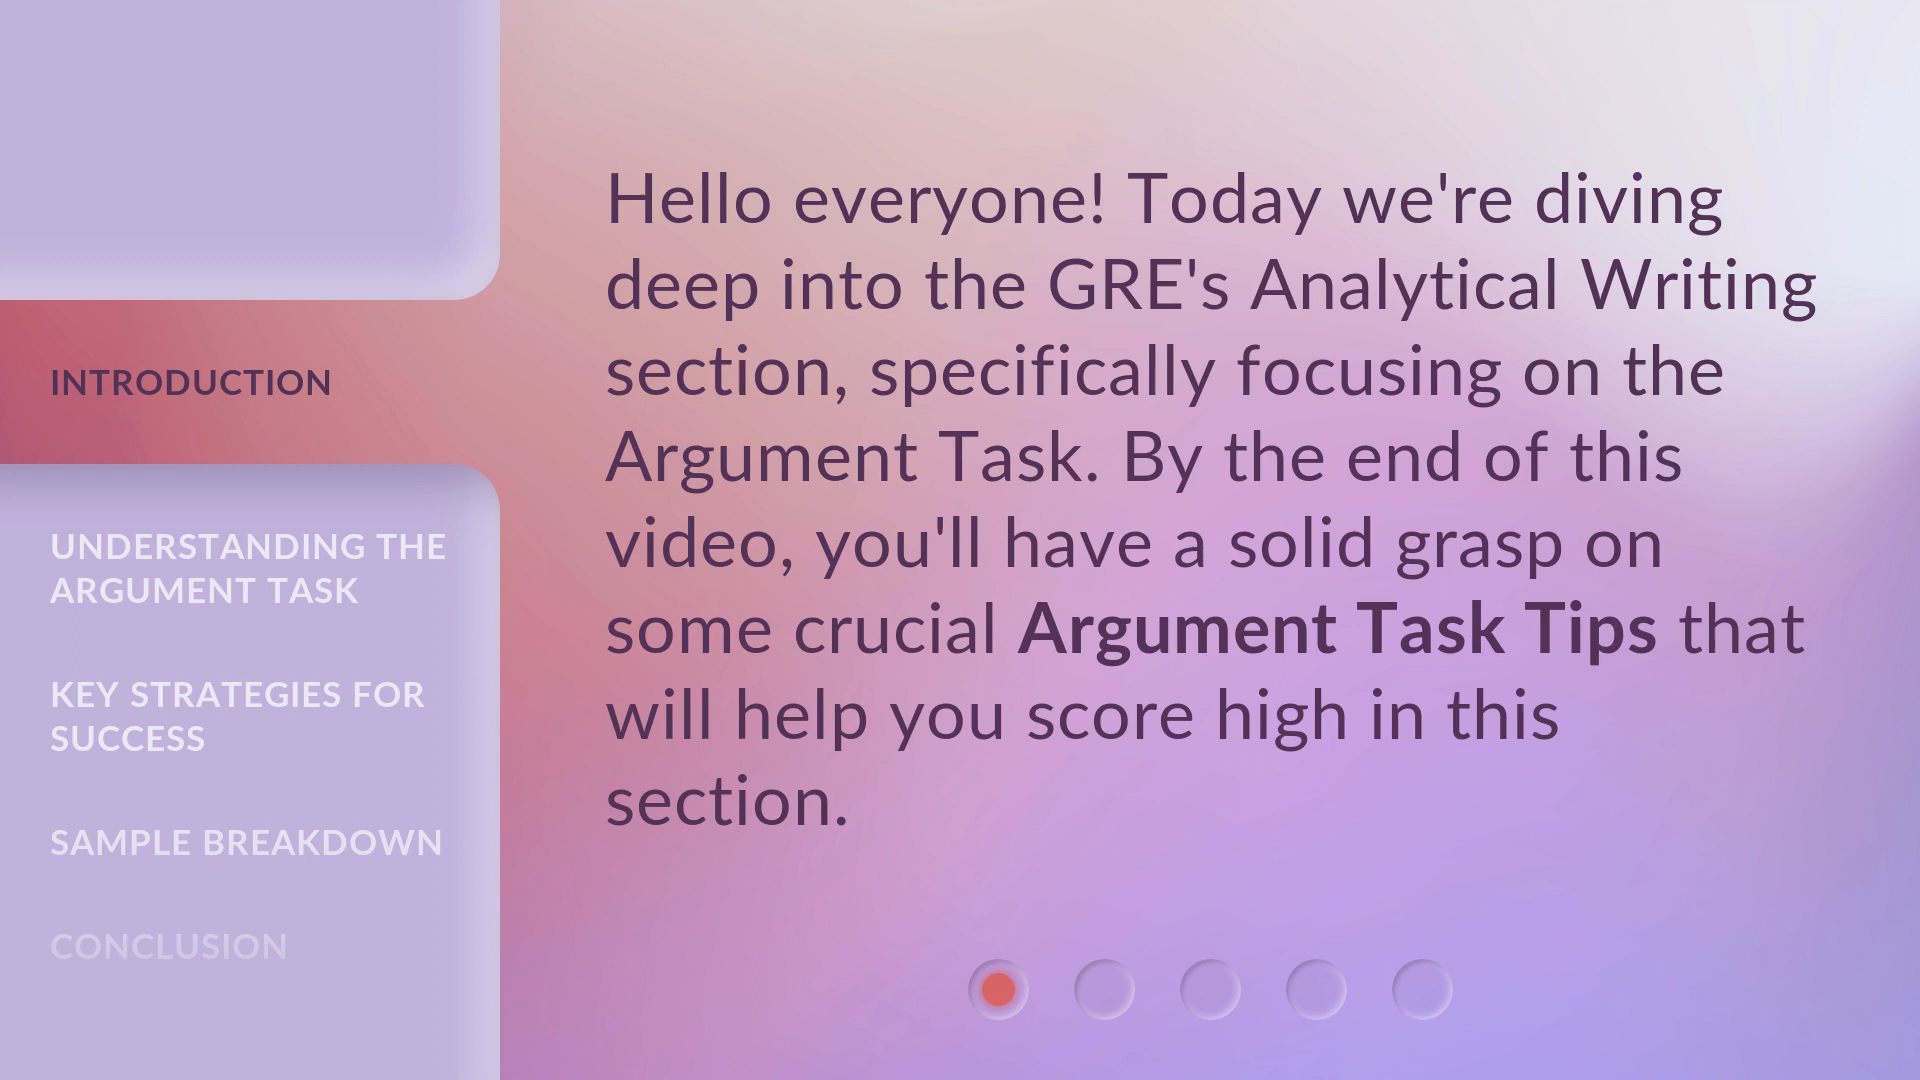 INTRODUCTION
UNDERSTANDING THE
ARGUMENT TASK
KEY STRATEGIES FOR
SUCCESS
SAMPLE BREAKDOWN
CONCLUSION
Hello everyone! Today we're diving
deep into the GRE's Analytical Writing
section, specifically focusing on the
Argument Task. By the end of this
video, you'll have a solid grasp on
some crucial Argument Task Tips that
will help you score high in this
section.